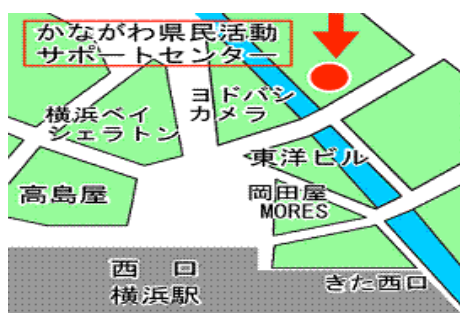 かながわ県民活動
サポートセンター
横浜ベイ
シェラトン
ヨドバシ
カメラ
東洋ビル
高島屋
岡田屋
MORES
西　口
横浜駅
きた西口